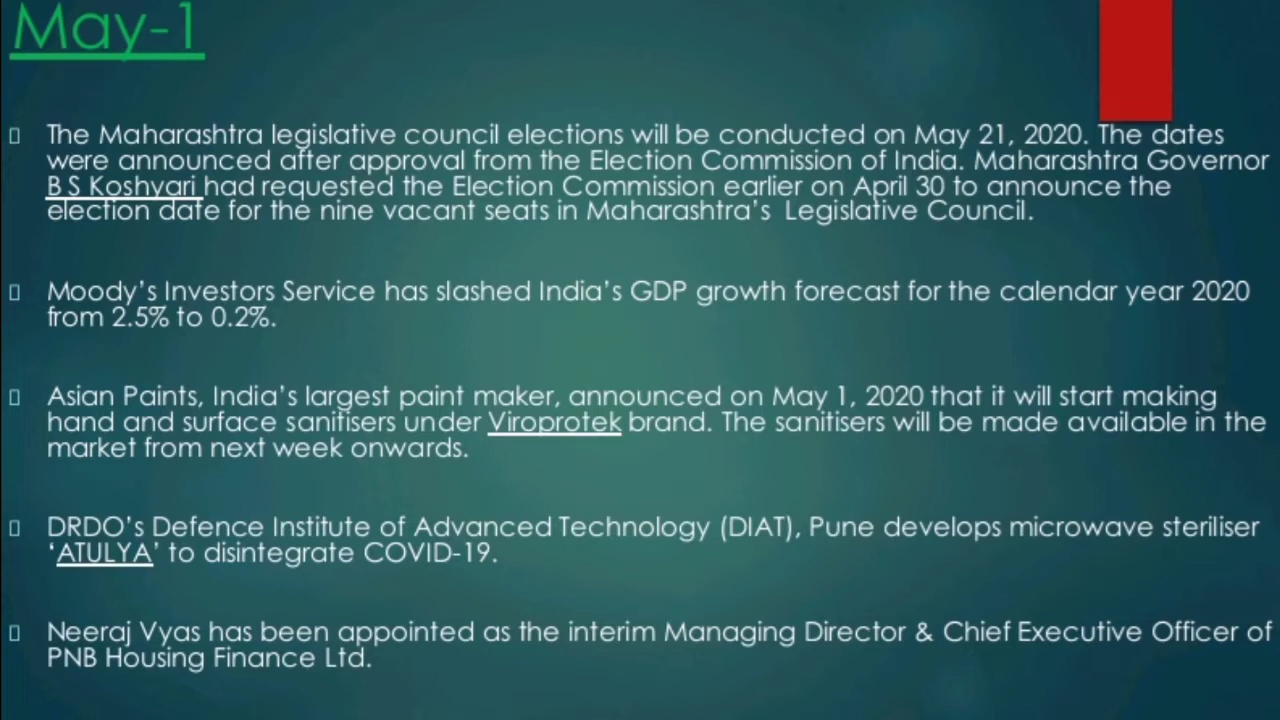 May-1
The Maharashtra legislative council elections will be conducted on May 21, 2020. The dates
were announced after approval from the Election Commission of India. Maharashtra Governor
B S Koshyari had requested the Election Commission earlier on April 30 to announce the
election date for the nine vacant seats in Maharashtra's Legislative Council.
Moody's Investors Service has slashed India's GDP growth forecast for the calendar year 2020
from 2.5% to 0.2%.
Asian Paints, India's largest paint maker, announced on May 1, 2020 that it will start making
hand and surface sanitisers under Viroprotek brand. The sanitisers will be made available in the
market from next week onwards.
DRDO's Defence Institute of Advanced Technology (DIAT), Pune develops microwave steriliser
'ATULYA' to disintegrate COVID-19.
Neeraj Vyas has been appointed as the interim Managing Director & Chief Executive Officer of
PNB Housing Finance Ltd.